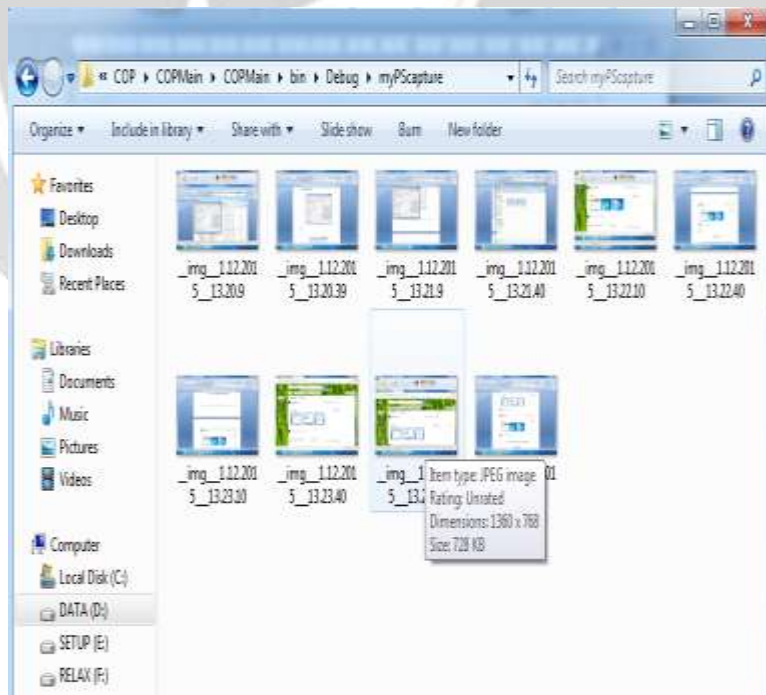 « COP ▸ COPMain ▸ COPMain ▸ bin ▸ Debug ▸ myPScapture
Search myPScapture
Organize ▾ Include in library ▾ Share with ▾ Slide show Burn New folder
Favorites
Desktop
Downloads
Recent Places
Libraries
Documents
Music
Pictures
Videos
Computer
Local Disk (C:)
DATA (D:)
SETUP (E:)
RELAX (F:)
_img__1.12.201
5__13.20.9
_img__1.12.201
5__13.20.39
_img__1.12.201
5__13.21.9
_img__1.12.201
5__13.21.40
_img__1.12.201
5__13.22.10
_img__1.12.201
5__13.22.40
_img__1.12.201
5__13.23.10
_img__1.12.201
5__13.23.40
_img__1
5__13.2
01
Item type: JPEG image
Rating: Unrated
Dimensions: 1360 x 768
Size: 728 KB